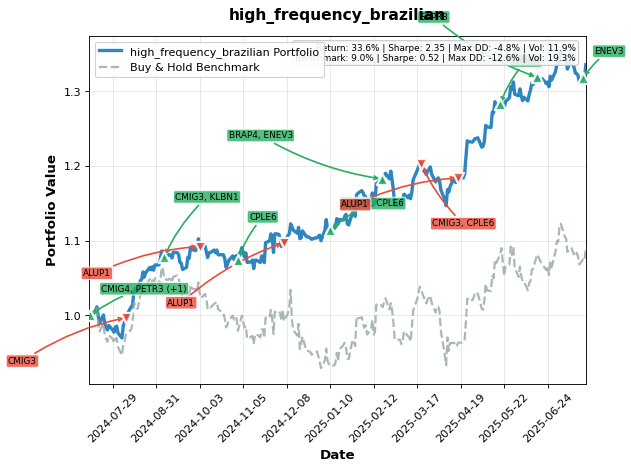 high_frequency_brazilian
high_frequency_brazilian Portfolio
Buy & Hold Benchmark
Return: 33.6% | Sharpe: 2.35 | Max DD: -4.8% | Vol: 11.9%
Benchmark: 9.0% | Sharpe: 0.52 | Max DD: -12.6% | Vol: 19.3%
ENEV3
BRAP4, ENEV3
CMIG3, KLBN1
CPLE6
ALUP1
, CPLE6
CMIG3, CPLE6
ALUP1
CMIG4, PETR3 (+1)
ALUP1
CMIG3
Portfolio Value
1.3
1.2
1.1
1.0
2024-07-29
2024-08-31
2024-10-03
2024-11-05
2024-12-08
2025-01-10
2025-02-12
2025-03-17
2025-04-19
2025-05-22
2025-06-24
Date